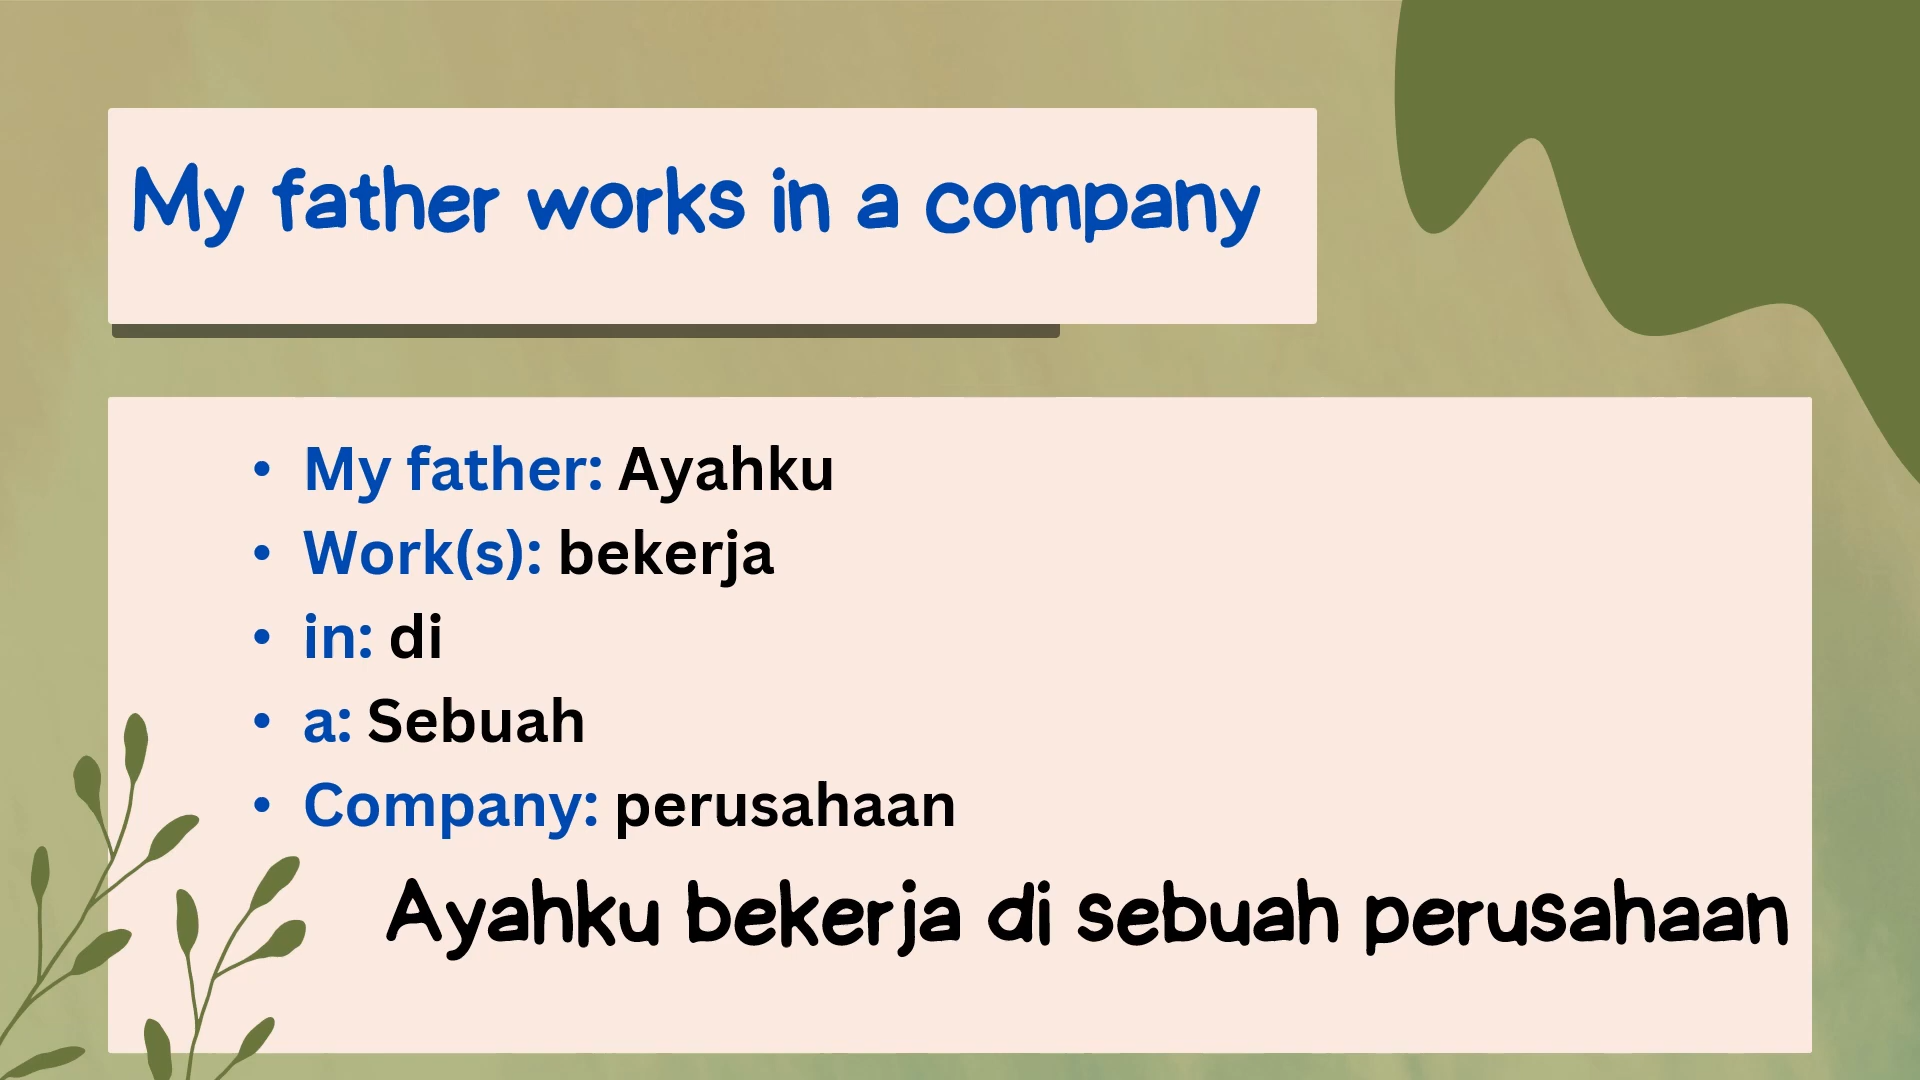 My father works in a company
• My father: Ayahku
• Work(s): bekerja
• in: di
• a: Sebuah
• Company: perusahaan
Ayahku bekerja di sebuah perusahaan